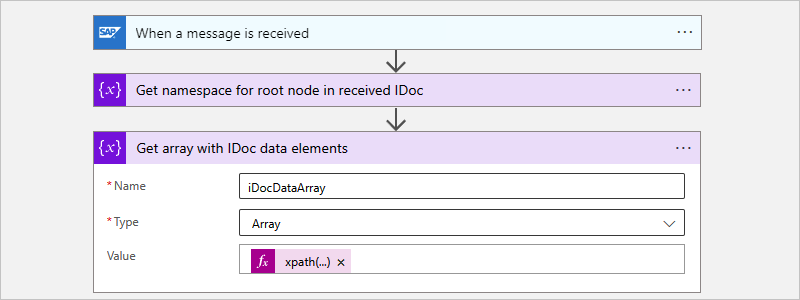 SAP When a message is received ...
{x} Get namespace for root node in received IDoc ...
{x} Get array with IDoc data elements ...
* Name iDocDataArray
* Type Array
Value fx xpath(...) ×